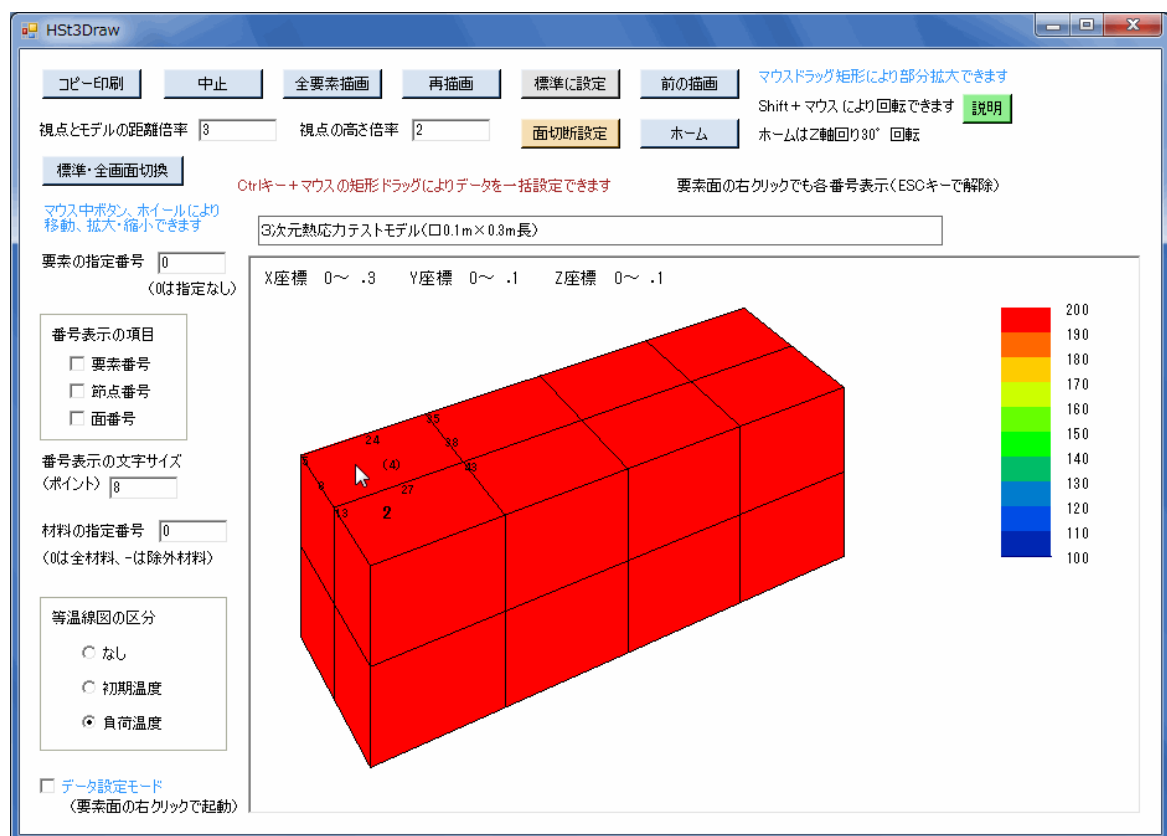 HSt3Draw
コピー印刷 中止 全要素描画 再描画 標準に設定 前の描画 マウスドラッグ矩形により部分拡大できます
Shift+マウスにより回転できます 説明
視点とモデルの距離倍率 3 視点の高さ倍率 2 面切断設定 ホーム ホームはZ軸回り30° 回転
標準・全画面切換
Ctrlキー+マウスの矩形ドラッグによりデータを一括設定できます 要素面の右クリックでも各番号表示(ESCキーで解除)
マウス中ボタン、ホイールにより
移動、拡大・縮小できます
3次元熱応力テストモデル(口0.1m×0.3m長)
要素の指定番号 0
(0は指定なし)
X座標 0~ .3 Y座標 0~ .1 Z座標 0~ .1
番号表示の項目
要素番号
節点番号
面番号
番号表示の文字サイズ
(ポイント) 8
材料の指定番号 0
(0は全材料、-は除外材料)
等温線図の区分
なし
初期温度
負荷温度
データ設定モード
(要素面の右クリックで起動)
35
24 38
(4) 43
27
13 2
200
190
180
170
160
150
140
130
120
110
100